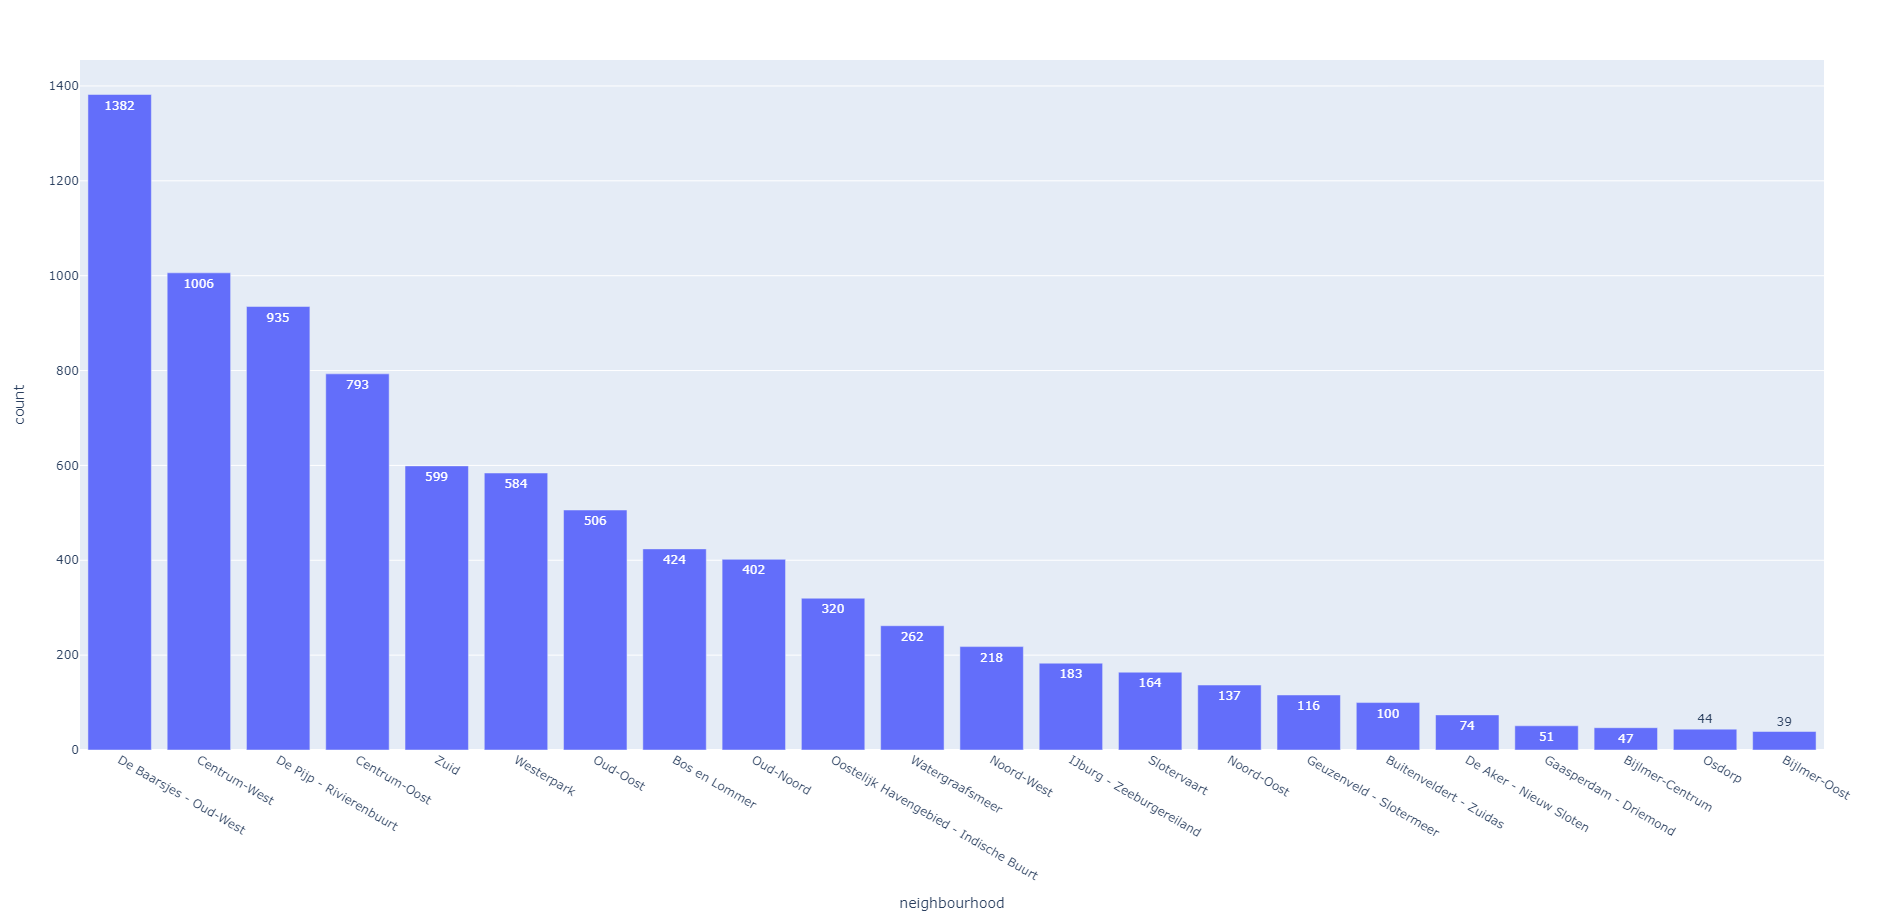 1400
1200
1000
800
600
400
200
0
count
1382
1006
935
793
599
584
506
424
402
320
262
218
183
164
137
116
100
74
51
47
44
39
De Baarsjes - Oud-West
Centrum-West
De Pijp - Rivierenbuurt
Centrum-Oost
Zuid
Westerpark
Oud-Oost
Bos en Lommer
Oud-Noord
Oostelijk Havengebied - Indische Buurt
Watergraafsmeer
Noord-West
IJburg - Zeeburgereiland
Slotervaart
Noord-Oost
Geuzenveld - Slotermeer
Buitenveldert - Zuidas
De Aker - Nieuw Sloten
Gaasperdam - Driemond
Bijlmer-Centrum
Osdorp
Bijlmer-Oost
neighbourhood